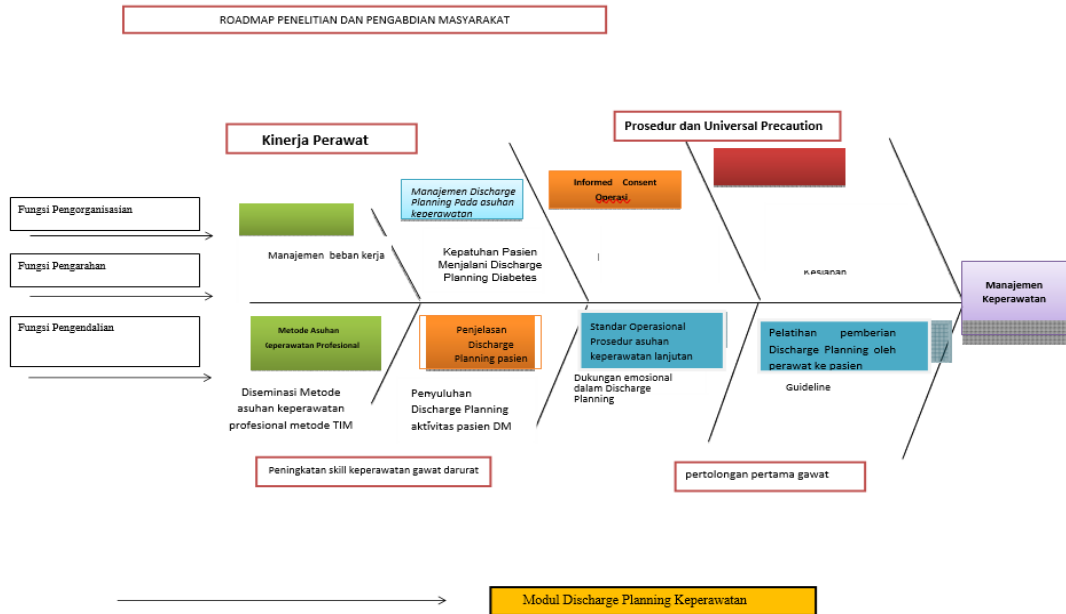 ROADMAP PENELITIAN DAN PENGABDIAN MASYARAKAT
Kinerja Perawat
Prosedur dan Universal Precaution
Manajemen Discharge
Planning Pada asuhan
keperawatan
Informed Consent
Operasi
Fungsi Pengorganisasian
Fungsi Pengarahan
Fungsi Pengendalian
Manajemen beban kerja
Kepatuhan Pasien
Menjalani Discharge
Planning Diabetes
Manajemen
Keperawatan
Metode Asuhan
Keperawatan Profesional
Penjelasan
Discharge
Planning pasien
Standar Operasional
Prosedur asuhan
keperawatan lanjutan
Pelatihan pemberian
Discharge Planning oleh
perawat ke pasien
Diseminasi Metode
asuhan keperawatan
profesional metode TIM
Penyuluhan
Discharge Planning
aktivitas pasien DM
Dukungan emosional
dalam Discharge
Planning
Guideline
Peningkatan skill keperawatan gawat darurat
pertolongan pertama gawat
Modul Discharge Planning Keperawatan